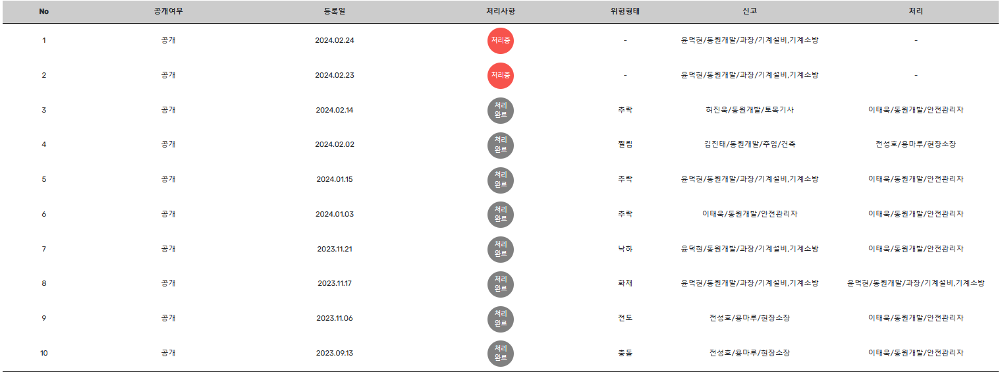 No 공개여부 등록일 처리사항 위험형태 신고 처리
1 공개 2024.02.24 처리중 - 윤덕현/동원개발/과장/기계설비,기계소방 -
2 공개 2024.02.23 처리중 - 윤덕현/동원개발/과장/기계설비,기계소방 -
3 공개 2024.02.14 처리완료 추락 허진욱/동원개발/토목기사 이태욱/동원개발/안전관리자
4 공개 2024.02.02 처리완료 찔림 김진태/동원개발/주임/건축 전성호/용마루/현장소장
5 공개 2024.01.15 처리완료 추락 윤덕현/동원개발/과장/기계설비,기계소방 이태욱/동원개발/안전관리자
6 공개 2024.01.03 처리완료 추락 이태욱/동원개발/안전관리자 이태욱/동원개발/안전관리자
7 공개 2023.11.21 처리완료 낙하 윤덕현/동원개발/과장/기계설비,기계소방 이태욱/동원개발/안전관리자
8 공개 2023.11.17 처리완료 화재 윤덕현/동원개발/과장/기계설비,기계소방 윤덕현/동원개발/과장/기계설비,기계소방
9 공개 2023.11.06 처리완료 전도 전성호/용마루/현장소장 이태욱/동원개발/안전관리자
10 공개 2023.09.13 처리완료 충돌 전성호/용마루/현장소장 이태욱/동원개발/안전관리자